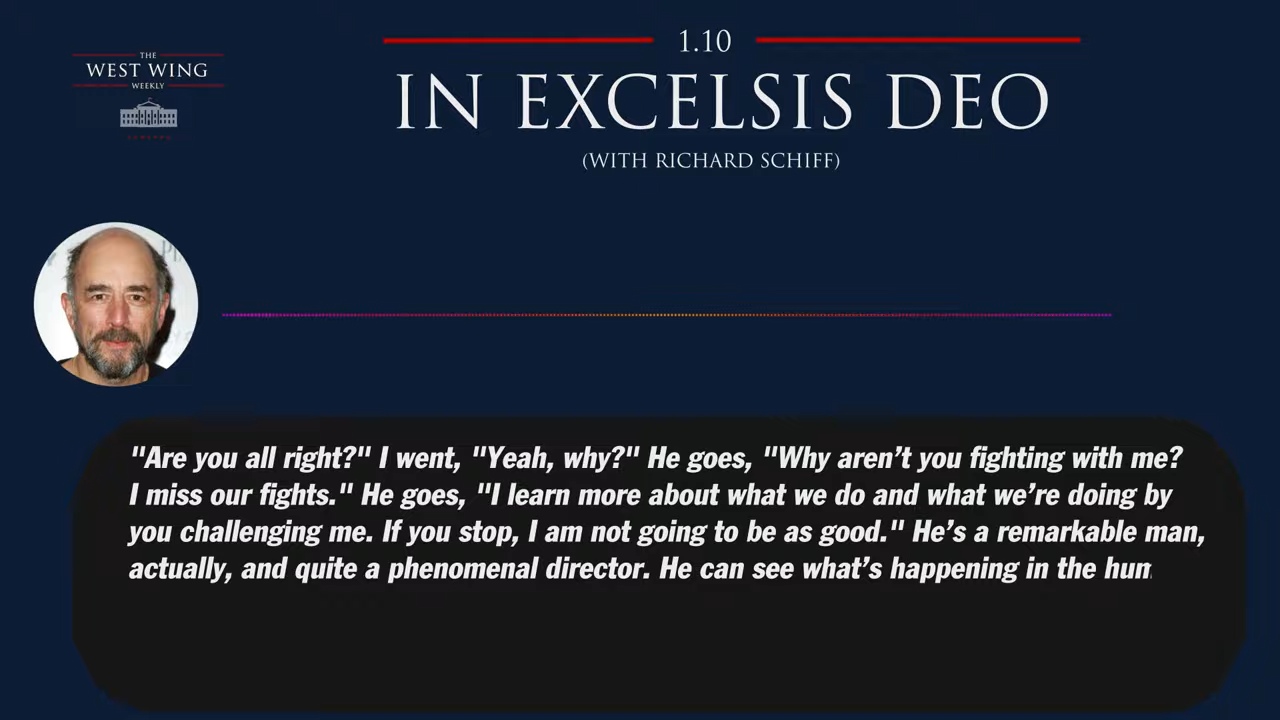 THE
WEST WING
WEEKLY
1.10
IN EXCELSIS DEO
(WITH RICHARD SCHIFF)
"Are you all right?" I went, "Yeah, why?" He goes, "Why aren't you fighting with me?
I miss our fights." He goes, "I learn more about what we do and what we're doing by
you challenging me. If you stop, I am not going to be as good." He's a remarkable man,
actually, and quite a phenomenal director. He can see what's happening in the